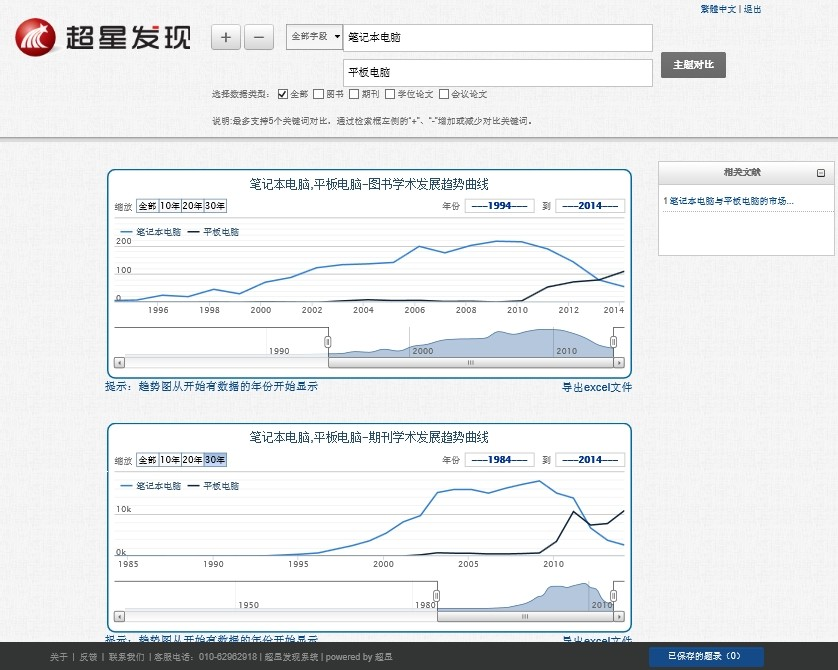 繁體中文 | 退出
超星发现
+ − 全部字段 笔记本电脑
平板电脑
主题对比
选择数据类型: 全部 图书 期刊 学位论文 会议论文
说明:最多支持5个关键词对比，通过检索框左侧的"+"、"-"增加或减少对比关键词。
笔记本电脑,平板电脑-图书学术发展趋势曲线
缩放 全部 10年 20年 30年 年份 ---1994--- 到 ---2014---
笔记本电脑 平板电脑
200
100
0
1996 1998 2000 2002 2004 2006 2008 2010 2012 2014
1990 2000 2010
提示：趋势图从开始有数据的年份开始显示 导出excel文件
相关文献
1 笔记本电脑与平板电脑的市场...
笔记本电脑,平板电脑-期刊学术发展趋势曲线
缩放 全部 10年 20年 30年 年份 ---1984--- 到 ---2014---
笔记本电脑 平板电脑
10k
0k
1985 1990 1995 2000 2005 2010
1950 1980 2010
提示：趋势图从开始有数据的年份开始显示 导出excel文件
关于 | 反馈 | 联系我们 | 客服电话：010-62962918 | 超星发现系统 | powered by 超星
已保存的题录（0）